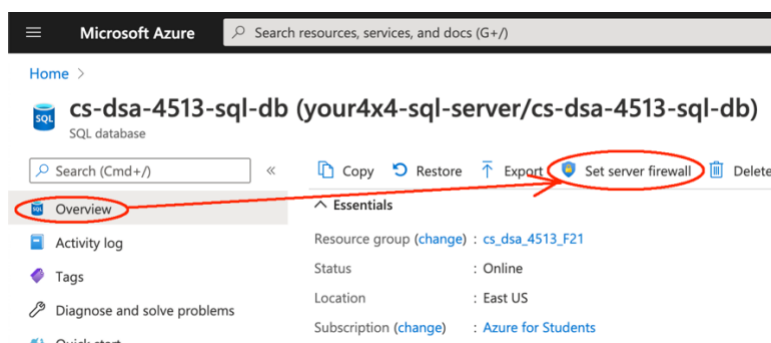 Microsoft Azure
Search resources, services, and docs (G+/)
Home >
cs-dsa-4513-sql-db (your4x4-sql-server/cs-dsa-4513-sql-db)
SQL
SQL database
Search (Cmd+/)
«
Copy
Restore
Export
Set server firewall
Delete
Overview
Activity log
Tags
Diagnose and solve problems
Quick start
Essentials
Resource group (change) : cs_dsa_4513_F21
Status : Online
Location : East US
Subscription (change) : Azure for Students